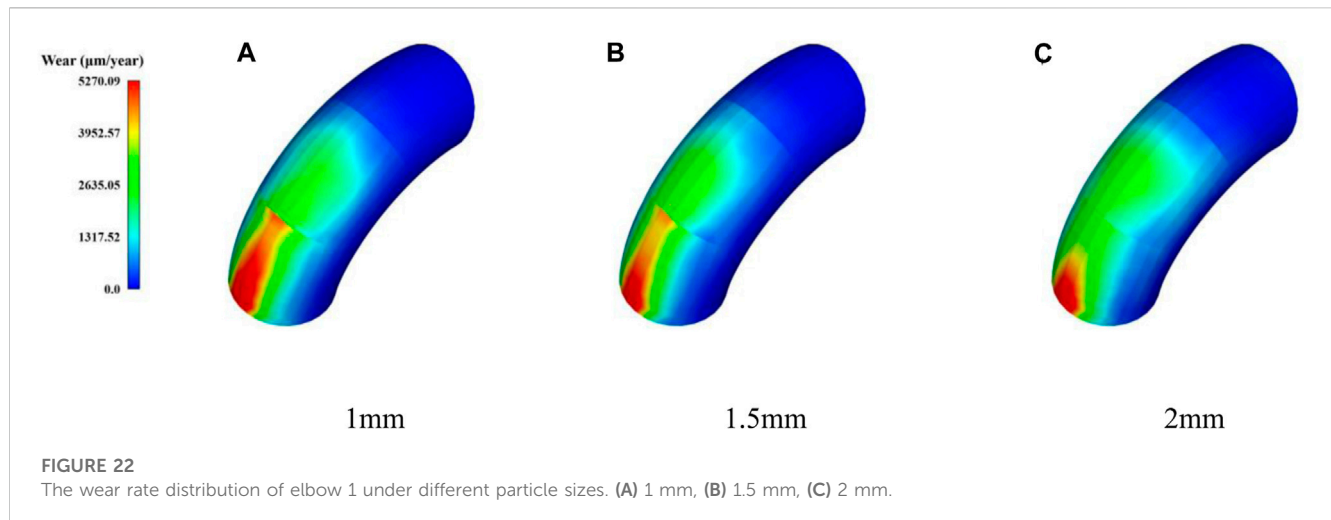 Wear (μm/year)
5270.09
3952.57
2635.05
1317.52
0.0
A
B
C
1mm
1.5mm
2mm
FIGURE 22
The wear rate distribution of elbow 1 under different particle sizes. (A) 1 mm, (B) 1.5 mm, (C) 2 mm.